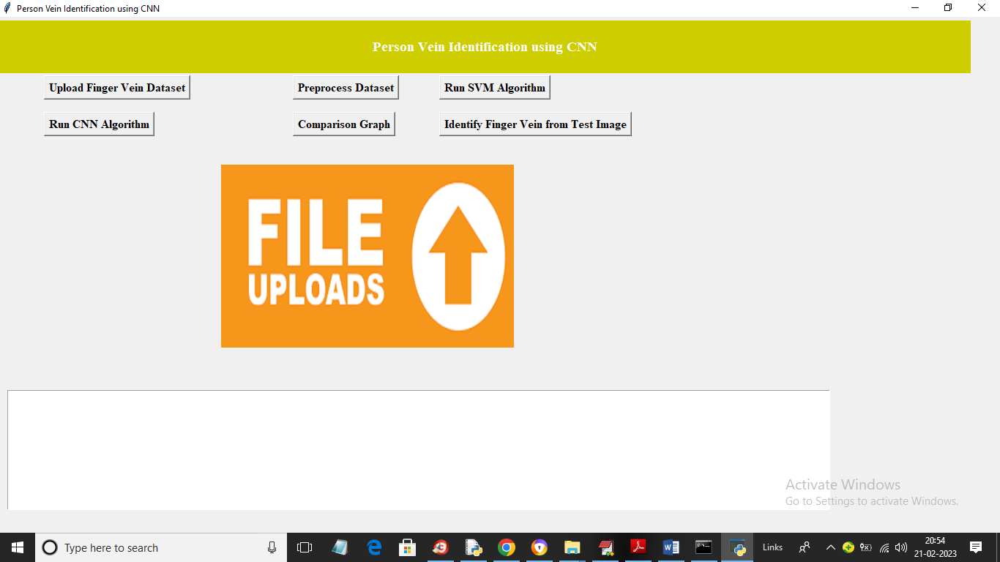 Person Vein Identification using CNN
Person Vein Identification using CNN
Upload Finger Vein Dataset
Preprocess Dataset
Run SVM Algorithm
Run CNN Algorithm
Comparison Graph
Identify Finger Vein from Test Image
FILE
UPLOADS
Activate Windows
Go to Settings to activate Windows.
Type here to search
Links
20:54
21-02-2023